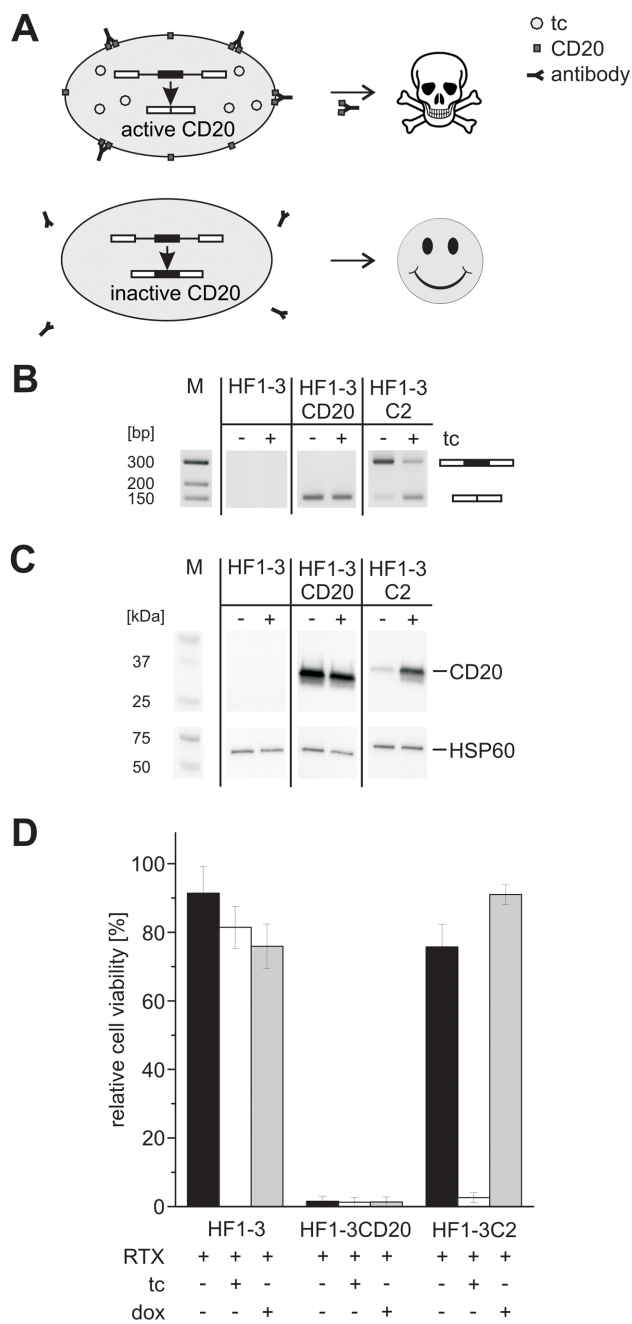 A
tc
CD20
antibody
active CD20
inactive CD20
B
M HF1-3 HF1-3 HF1-3
CD20 C2
[bp] - + - + - + tc
300
200
150
C
M HF1-3 HF1-3 HF1-3
CD20 C2
[kDa] - + - + - +
37
CD20
25
75
HSP60
50
D
relative cell viability [%]
100
80
60
40
20
0
HF1-3 HF1-3CD20 HF1-3C2
RTX + + + + + + + + +
tc - + - - + - - + -
dox - - + - - + - - +